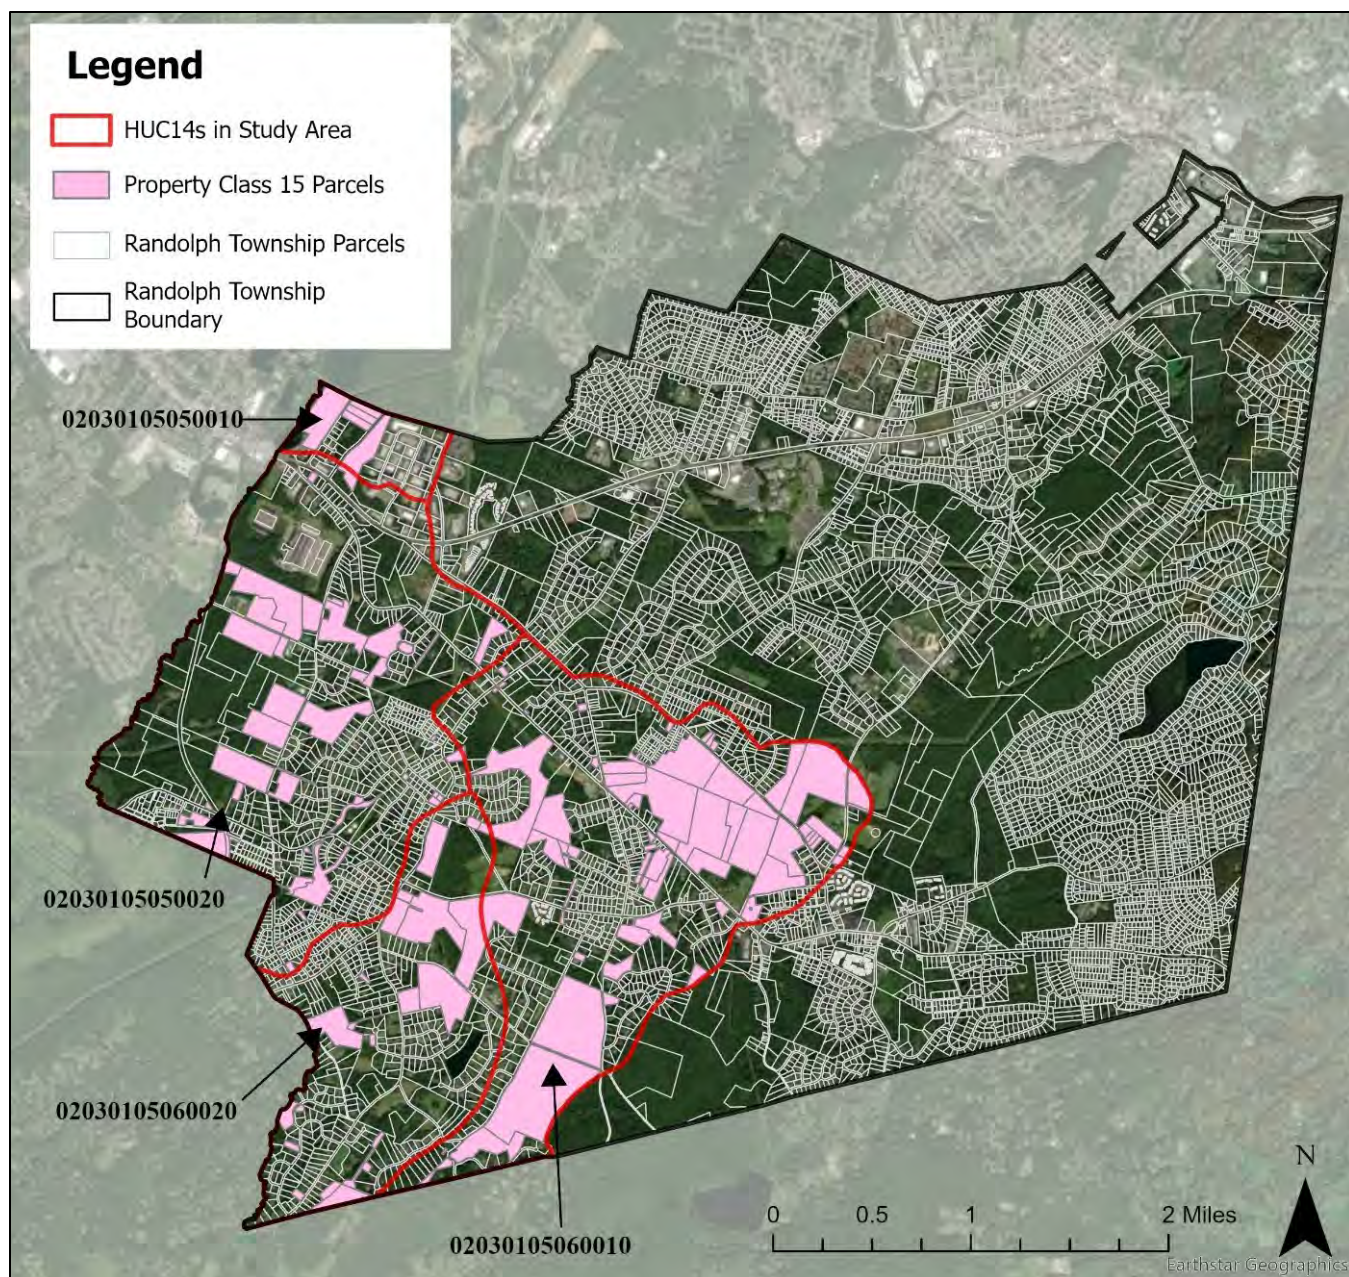 Legend
HUC14s in Study Area
Property Class 15 Parcels
Randolph Township Parcels
Randolph Township
Boundary
02030105050010
02030105050020
02030105060020
02030105060010
N
0 0.5 1 2 Miles
Earthstar Geographics